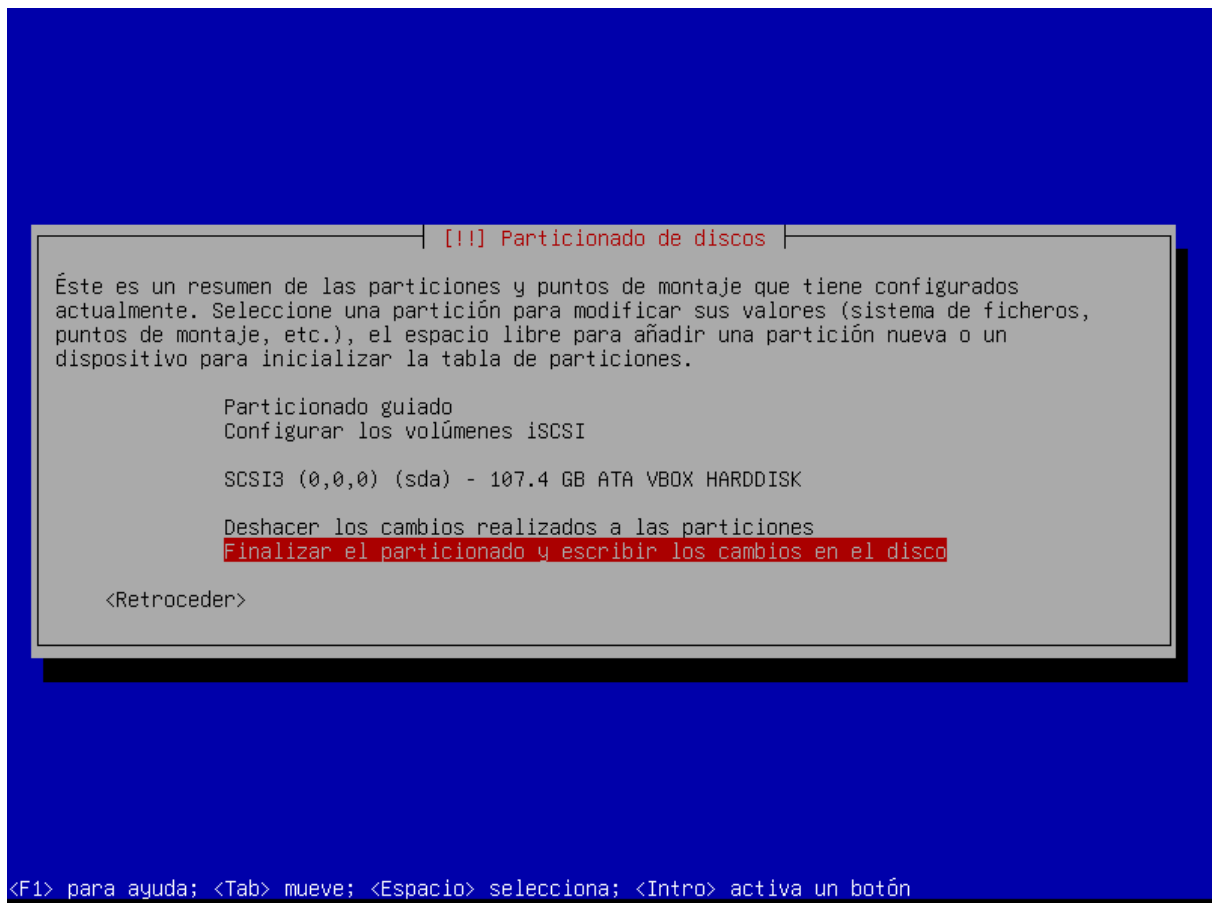 [!!] Particionado de discos
Éste es un resumen de las particiones y puntos de montaje que tiene configurados
actualmente. Seleccione una partición para modificar sus valores (sistema de ficheros,
puntos de montaje, etc.), el espacio libre para añadir una partición nueva o un
dispositivo para inicializar la tabla de particiones.
Particionado guiado
Configurar los volúmenes iSCSI
SCSI3 (0,0,0) (sda) - 107.4 GB ATA VBOX HARDDISK
Deshacer los cambios realizados a las particiones
Finalizar el particionado y escribir los cambios en el disco
<Retroceder>
<F1> para ayuda; <Tab> mueve; <Espacio> selecciona; <Intro> activa un botón